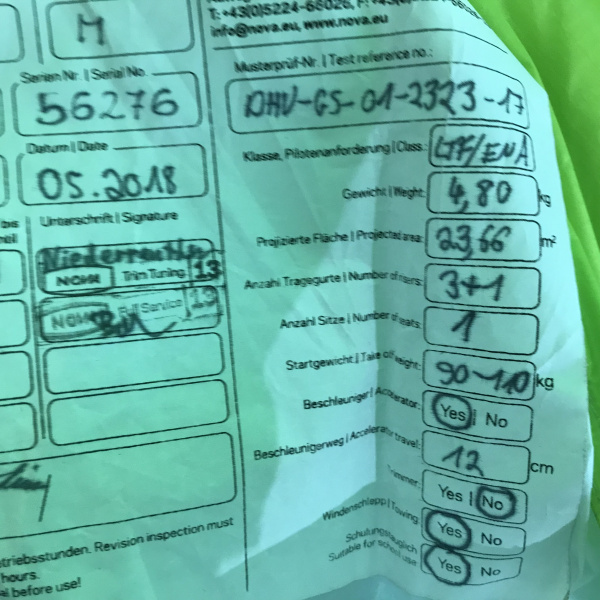 T: +43(0)5224-66026,
info@nova.eu, www.nova.eu
M
Serien Nr. | Serial No.
56276
Datum | Date
05.2018
Unterschrift | Signature
NOVA Trim Tuning 13
NOVA Full Service 13
Musterprüf-Nr. | Test reference no.:
DHV-GS-01-2323-17
Klasse, Pilotenanforderung | Class: LTF/EN A
Gewicht | Weight: 4,80 kg
Projizierte Fläche | Projected area: 23,66 m²
Anzahl Tragegurte | Number of risers: 3+1
Anzahl Sitze | Number of seats: 1
Startgewicht | Take off weight: 90-110 kg
Beschleuniger | Accelerator: Yes | No
Beschleunigerweg | Accelerator travel: 12 cm
Trimmer: Yes | No
Windenschlepp | Towing Yes No
Schulungstauglich
Suitable for school use Yes No
triebsstunden. Revision inspection must
hours.
before use!